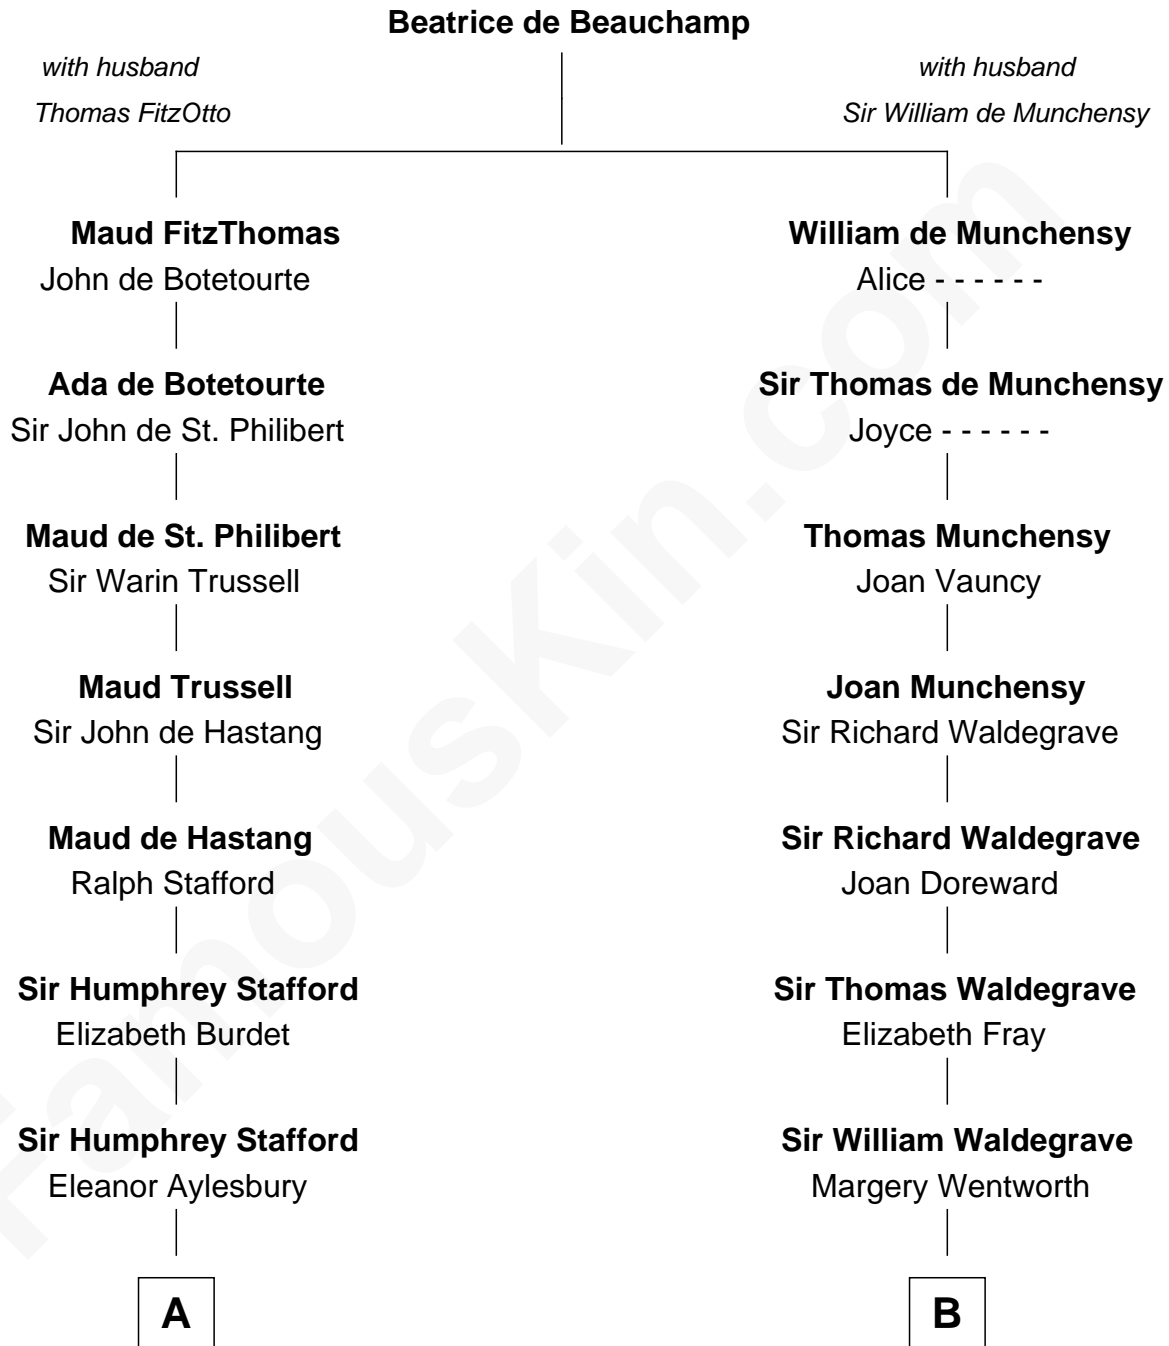 Beatrice de Beauchamp
with husband
Thomas FitzOtto
with husband
Sir William de Munchensy
Maud FitzThomas
John de Botetourte
William de Munchensy
Alice - - - - - -
Ada de Botetourte
Sir John de St. Philibert
Sir Thomas de Munchensy
Joyce - - - - - -
Maud de St. Philibert
Sir Warin Trussell
Thomas Munchensy
Joan Vauncy
Maud Trussell
Sir John de Hastang
Joan Munchensy
Sir Richard Waldegrave
Maud de Hastang
Ralph Stafford
Sir Richard Waldegrave
Joan Doreward
Sir Humphrey Stafford
Elizabeth Burdet
Sir Thomas Waldegrave
Elizabeth Fray
Sir Humphrey Stafford
Eleanor Aylesbury
Sir William Waldegrave
Margery Wentworth
A
B
FamousKin.com